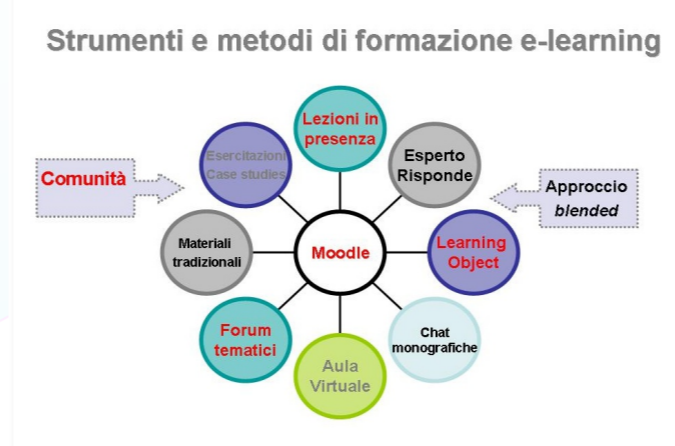 Strumenti e metodi di formazione e-learning
Lezioni in
presenza
Esercitazioni
Case studies
Esperto
Risponde
Comunità
Approccio
blended
Materiali
tradizionali
Moodle
Learning
Object
Forum
tematici
Chat
monografiche
Aula
Virtuale